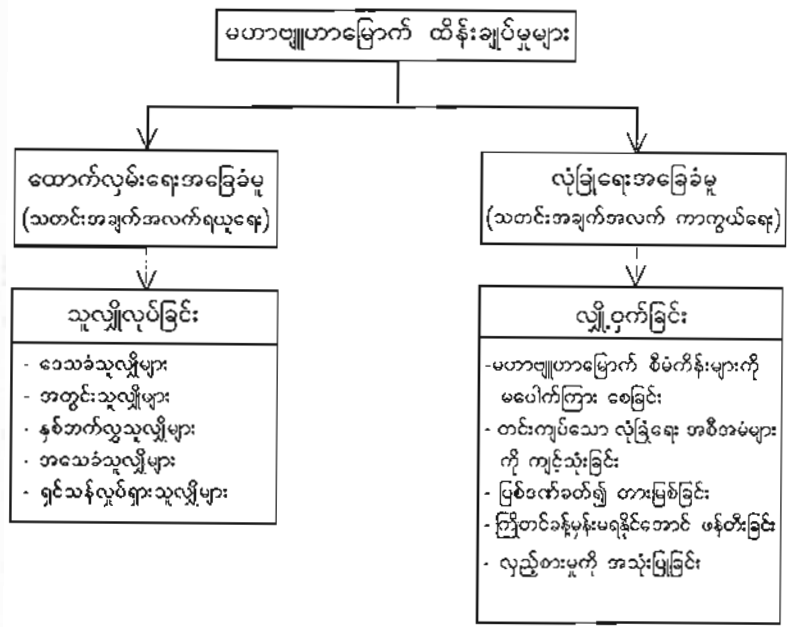 မဟာဗျူဟာမြောက် ထိန်းချုပ်မှုများ
ထောက်လှမ်းရေးအခြေခံမူ
(သတင်းအချက်အလက်ရယူရေး)
သူလျှိုလုပ်ခြင်း
- ဒေသခံသူလျှိုများ
- အတွင်းသူလျှိုများ
- နှစ်ဘက်လှသူလျှိုများ
- အသေခံသူလျှိုများ
- ရှင်သန်လှုပ်ရှားသူလျှိုများ
လုံခြုံရေးအခြေခံမူ
(သတင်းအချက်အလက် ကာကွယ်ရေး)
လျှို့ဝှက်ခြင်း
-မဟာဗျူဟာမြောက် စီမံကိန်းများကို
မပေါက်ကြား စေခြင်း
- တင်းကျပ်သော လုံခြုံရေး အစီအမံများ
ကို ကျင့်သုံးခြင်း
- ပြစ်ဒဏ်ခတ်၍ တားမြစ်ခြင်း
- ကြိုတင်ခန့်မှန်းမရနိုင်အောင် ဖန်တီးခြင်း
- လှည့်စားမှုကို အသုံးပြုခြင်း